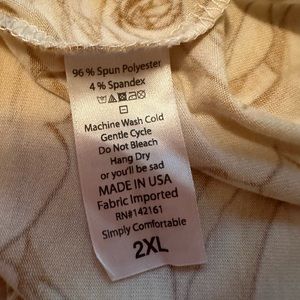 96 % Spun Polyester
4 % Spandex
Machine Wash Cold
Gentle Cycle
Do Not Bleach
Hang Dry
or you'll be sad
MADE IN USA
Fabric Imported
RN#142161
Simply Comfortable
2XL